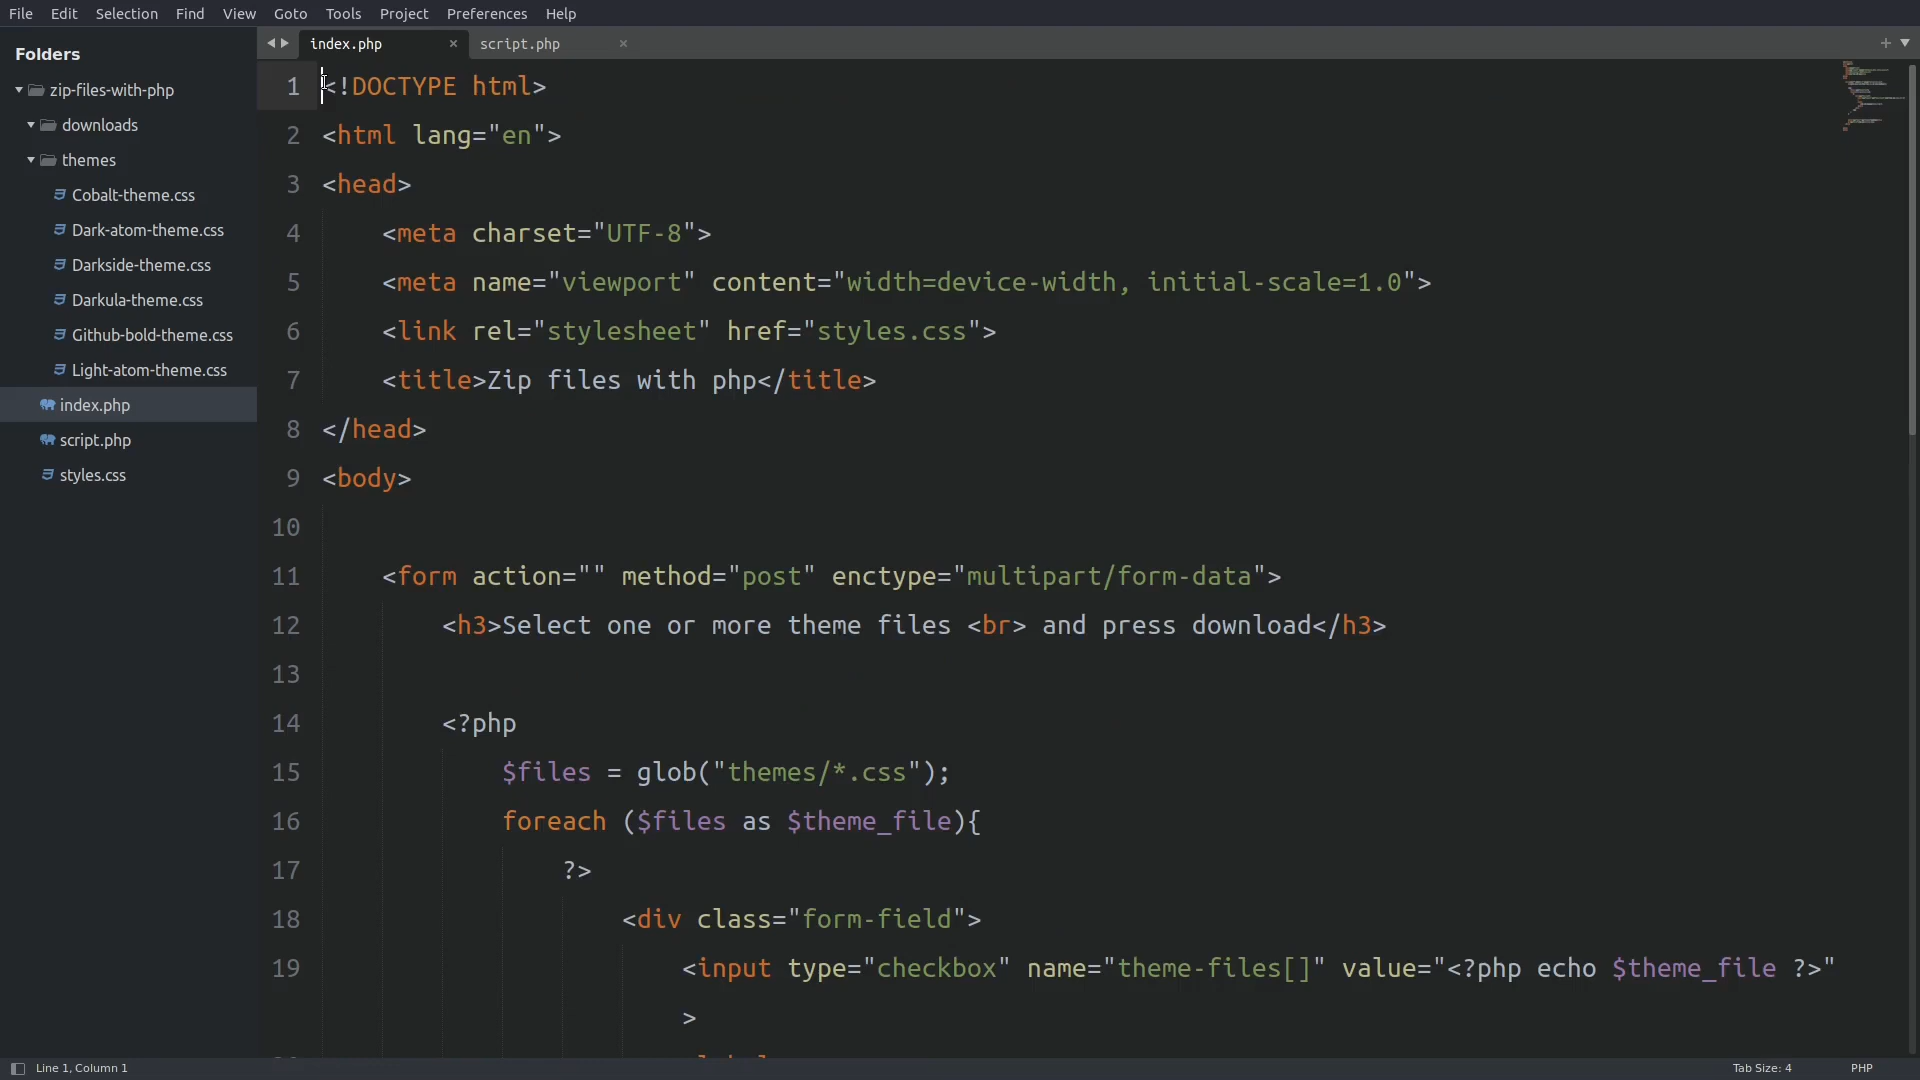 File Edit Selection Find View Goto Tools Project Preferences Help
Folders
zip-files-with-php
downloads
themes
Cobalt-theme.css
Dark-atom-theme.css
Darkside-theme.css
Darkula-theme.css
Github-bold-theme.css
Light-atom-theme.css
index.php
script.php
styles.css
index.php × script.php ×
1 <!DOCTYPE html>
2 <html lang="en">
3 <head>
4 <meta charset="UTF-8">
5 <meta name="viewport" content="width=device-width, initial-scale=1.0">
6 <link rel="stylesheet" href="styles.css">
7 <title>Zip files with php</title>
8 </head>
9 <body>
10
11 <form action="" method="post" enctype="multipart/form-data">
12 <h3>Select one or more theme files <br> and press download</h3>
13
14 <?php
15 $files = glob("themes/*.css");
16 foreach ($files as $theme_file){
17 ?>
18 <div class="form-field">
19 <input type="checkbox" name="theme-files[]" value="<?php echo $theme_file ?>"
>
Line 1, Column 1
Tab Size: 4 PHP